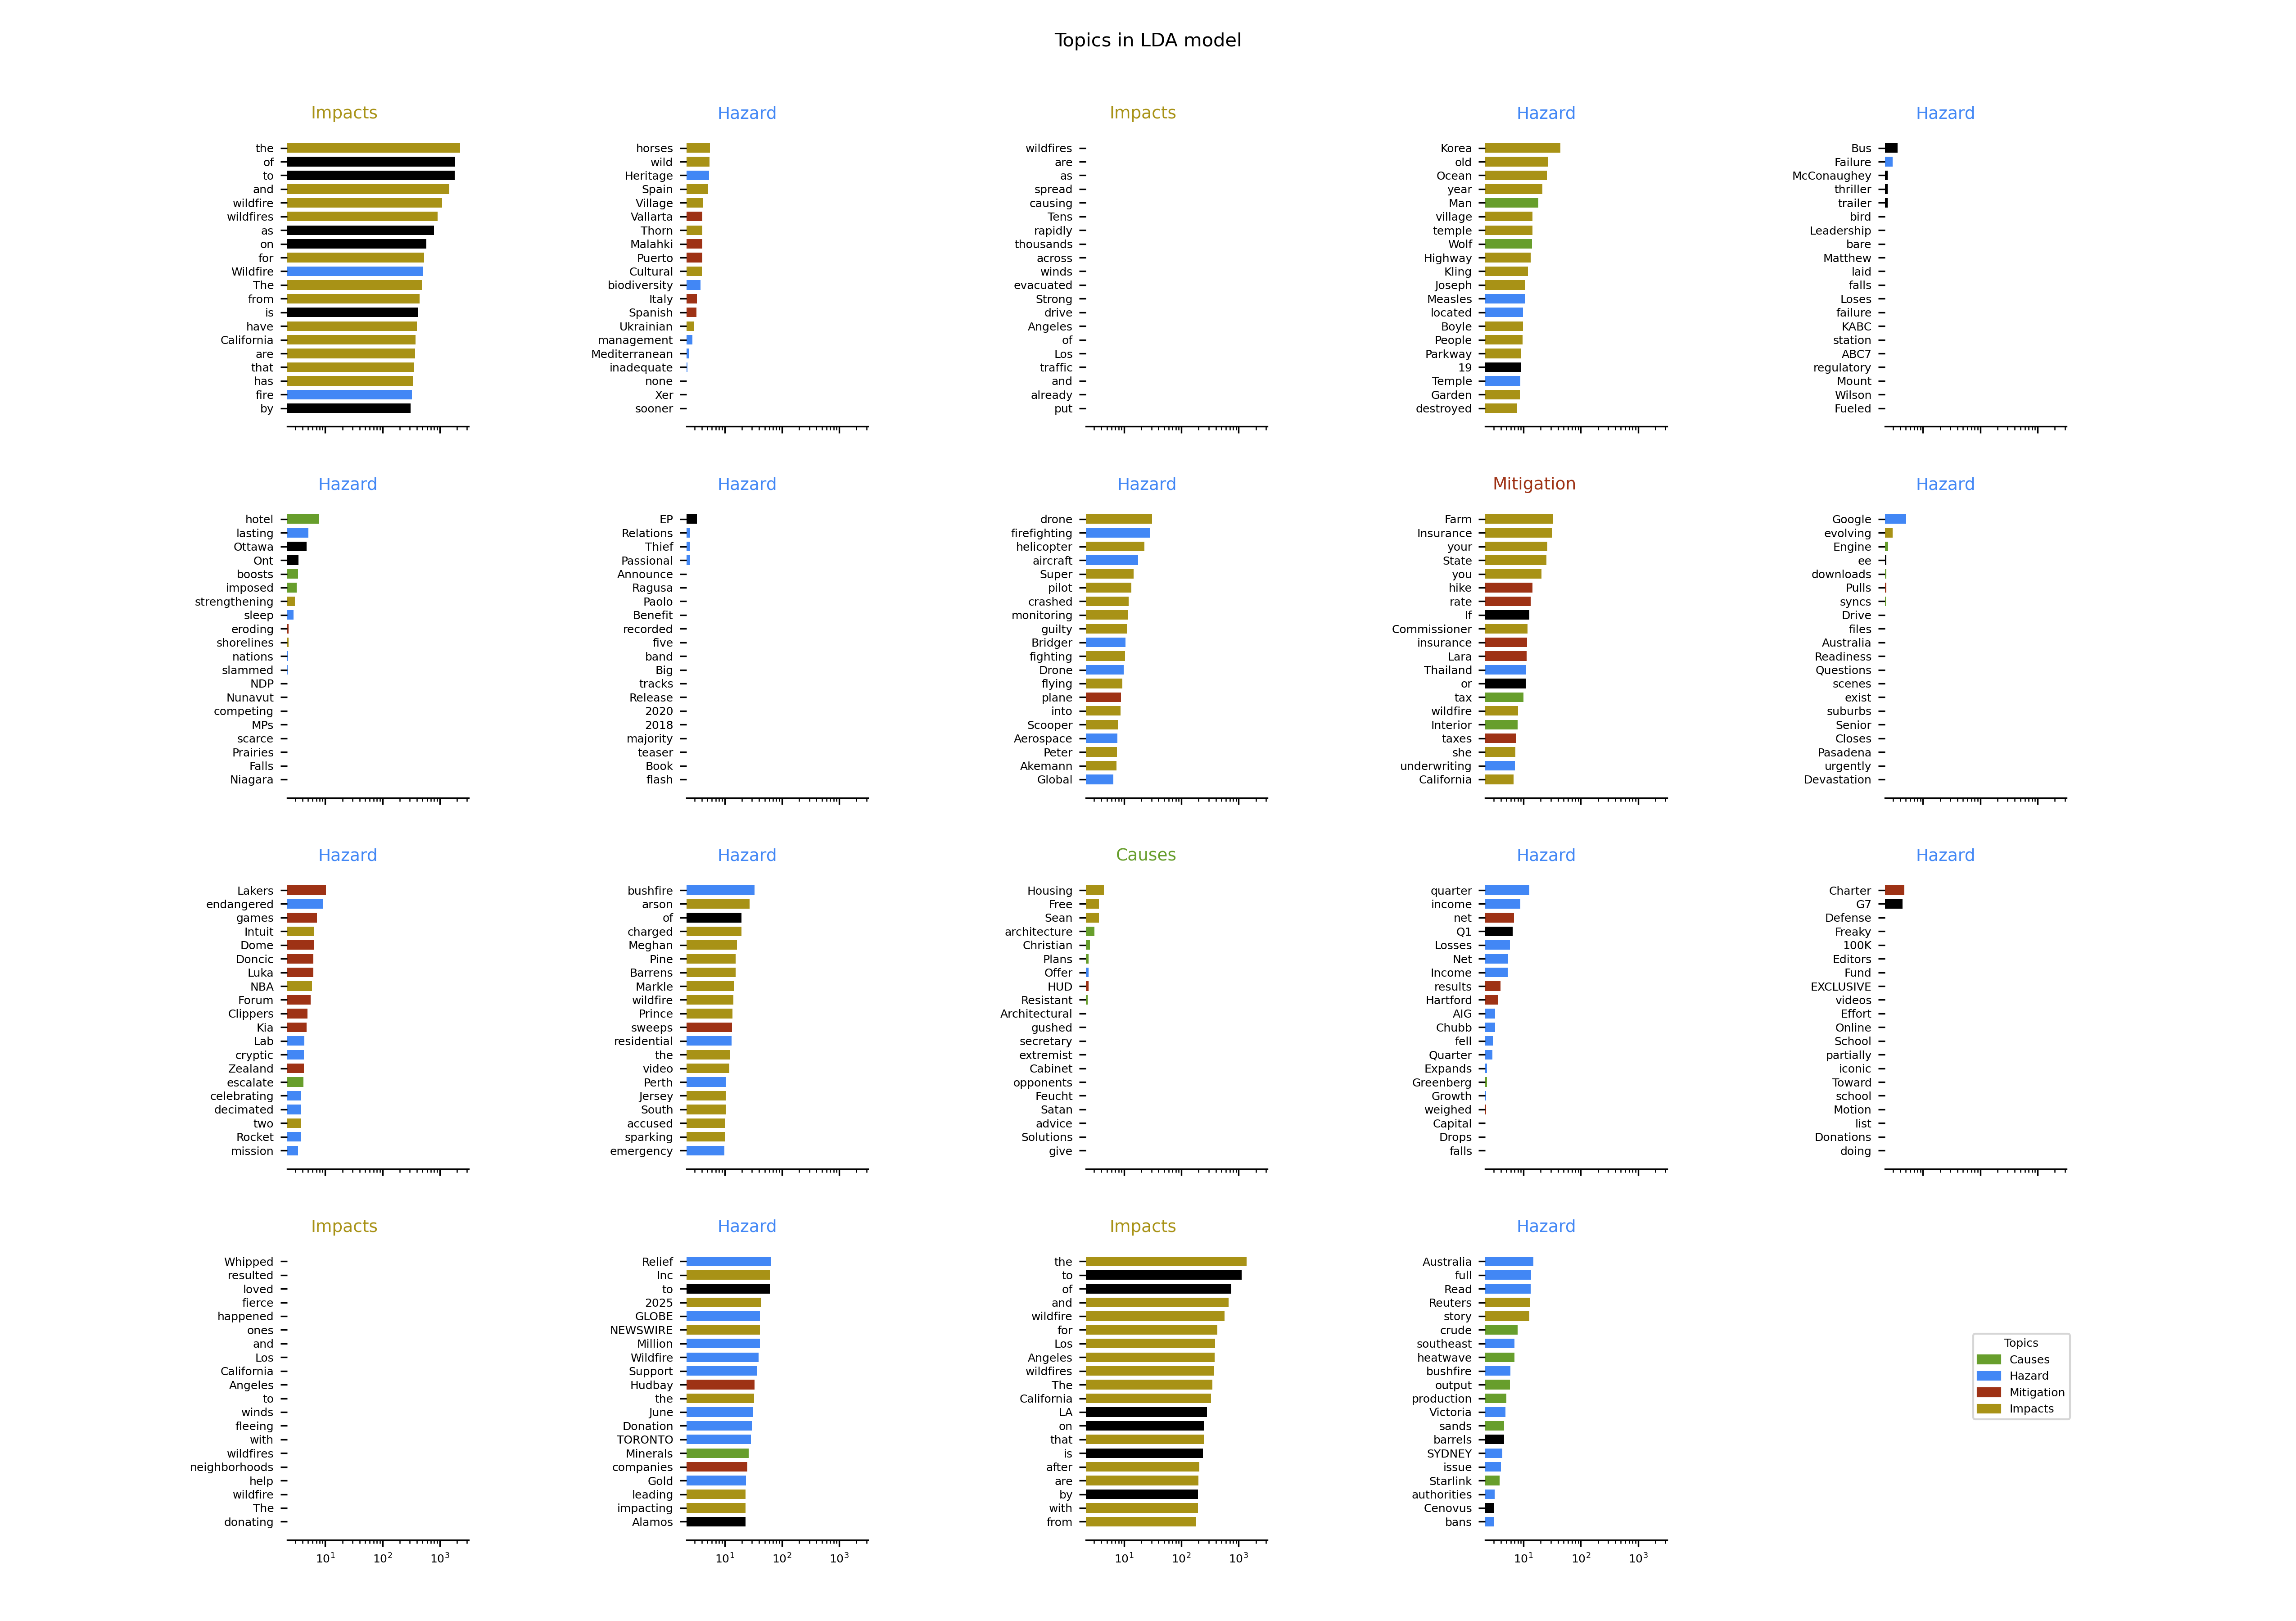 Topics in LDA model
Impacts
the
of
to
and
wildfire
wildfires
as
on
for
Wildfire
The
from
is
have
California
are
that
has
fire
by
Hazard
horses
wild
Heritage
Spain
Village
Vallarta
Thorn
Malahki
Puerto
Cultural
biodiversity
Italy
Spanish
Ukrainian
management
Mediterranean
inadequate
none
Xer
sooner
Impacts
wildfires
are
as
spread
causing
Tens
rapidly
thousands
across
winds
evacuated
Strong
drive
Angeles
of
Los
traffic
and
already
put
Hazard
Korea
old
Ocean
year
Man
village
temple
Wolf
Highway
Kling
Joseph
Measles
located
Boyle
People
Parkway
19
Temple
Garden
destroyed
Hazard
Bus
Failure
McConaughey
thriller
trailer
bird
Leadership
bare
Matthew
laid
falls
Loses
failure
KABC
station
ABC7
regulatory
Mount
Wilson
Fueled
Hazard
hotel
lasting
Ottawa
Ont
boosts
imposed
strengthening
sleep
eroding
shorelines
nations
slammed
NDP
Nunavut
competing
MPs
scarce
Prairies
Falls
Niagara
Hazard
EP
Relations
Thief
Passional
Announce
Ragusa
Paolo
Benefit
recorded
five
band
Big
tracks
Release
2020
2018
majority
teaser
Book
flash
Hazard
drone
firefighting
helicopter
aircraft
Super
pilot
crashed
monitoring
guilty
Bridger
fighting
Drone
flying
plane
into
Scooper
Aerospace
Peter
Akemann
Global
Mitigation
Farm
Insurance
your
State
you
hike
rate
If
Commissioner
insurance
Lara
Thailand
or
tax
wildfire
Interior
taxes
she
underwriting
California
Hazard
Google
evolving
Engine
ee
downloads
Pulls
syncs
Drive
files
Australia
Readiness
Questions
scenes
exist
suburbs
Senior
Closes
Pasadena
urgently
Devastation
Hazard
Lakers
endangered
games
Intuit
Dome
Doncic
Luka
NBA
Forum
Clippers
Kia
Lab
cryptic
Zealand
escalate
celebrating
decimated
two
Rocket
mission
Hazard
bushfire
arson
of
charged
Meghan
Pine
Barrens
Markle
wildfire
Prince
sweeps
residential
the
video
Perth
Jersey
South
accused
sparking
emergency
Causes
Housing
Free
Sean
architecture
Christian
Plans
Offer
HUD
Resistant
Architectural
gushed
secretary
extremist
Cabinet
opponents
Feucht
Satan
advice
Solutions
give
Hazard
quarter
income
net
Q1
Losses
Net
Income
results
Hartford
AIG
Chubb
fell
Quarter
Expands
Greenberg
Growth
weighed
Capital
Drops
falls
Hazard
Charter
G7
Defense
Freaky
100K
Editors
Fund
EXCLUSIVE
videos
Effort
Online
School
partially
iconic
Toward
school
Motion
list
Donations
doing
Impacts
Whipped
resulted
loved
fierce
happened
ones
and
Los
California
Angeles
to
winds
fleeing
with
wildfires
neighborhoods
help
wildfire
The
donating
10¹ 10² 10³
Hazard
Relief
Inc
to
2025
GLOBE
NEWSWIRE
Million
Wildfire
Support
Hudbay
the
June
Donation
TORONTO
Minerals
companies
Gold
leading
impacting
Alamos
10¹ 10² 10³
Impacts
the
to
of
and
wildfire
for
Los
Angeles
wildfires
The
California
LA
on
that
is
after
are
by
with
from
10¹ 10² 10³
Hazard
Australia
full
Read
Reuters
story
crude
southeast
heatwave
bushfire
output
production
Victoria
sands
barrels
SYDNEY
issue
Starlink
authorities
Cenovus
bans
10¹ 10² 10³
Topics
Causes
Hazard
Mitigation
Impacts